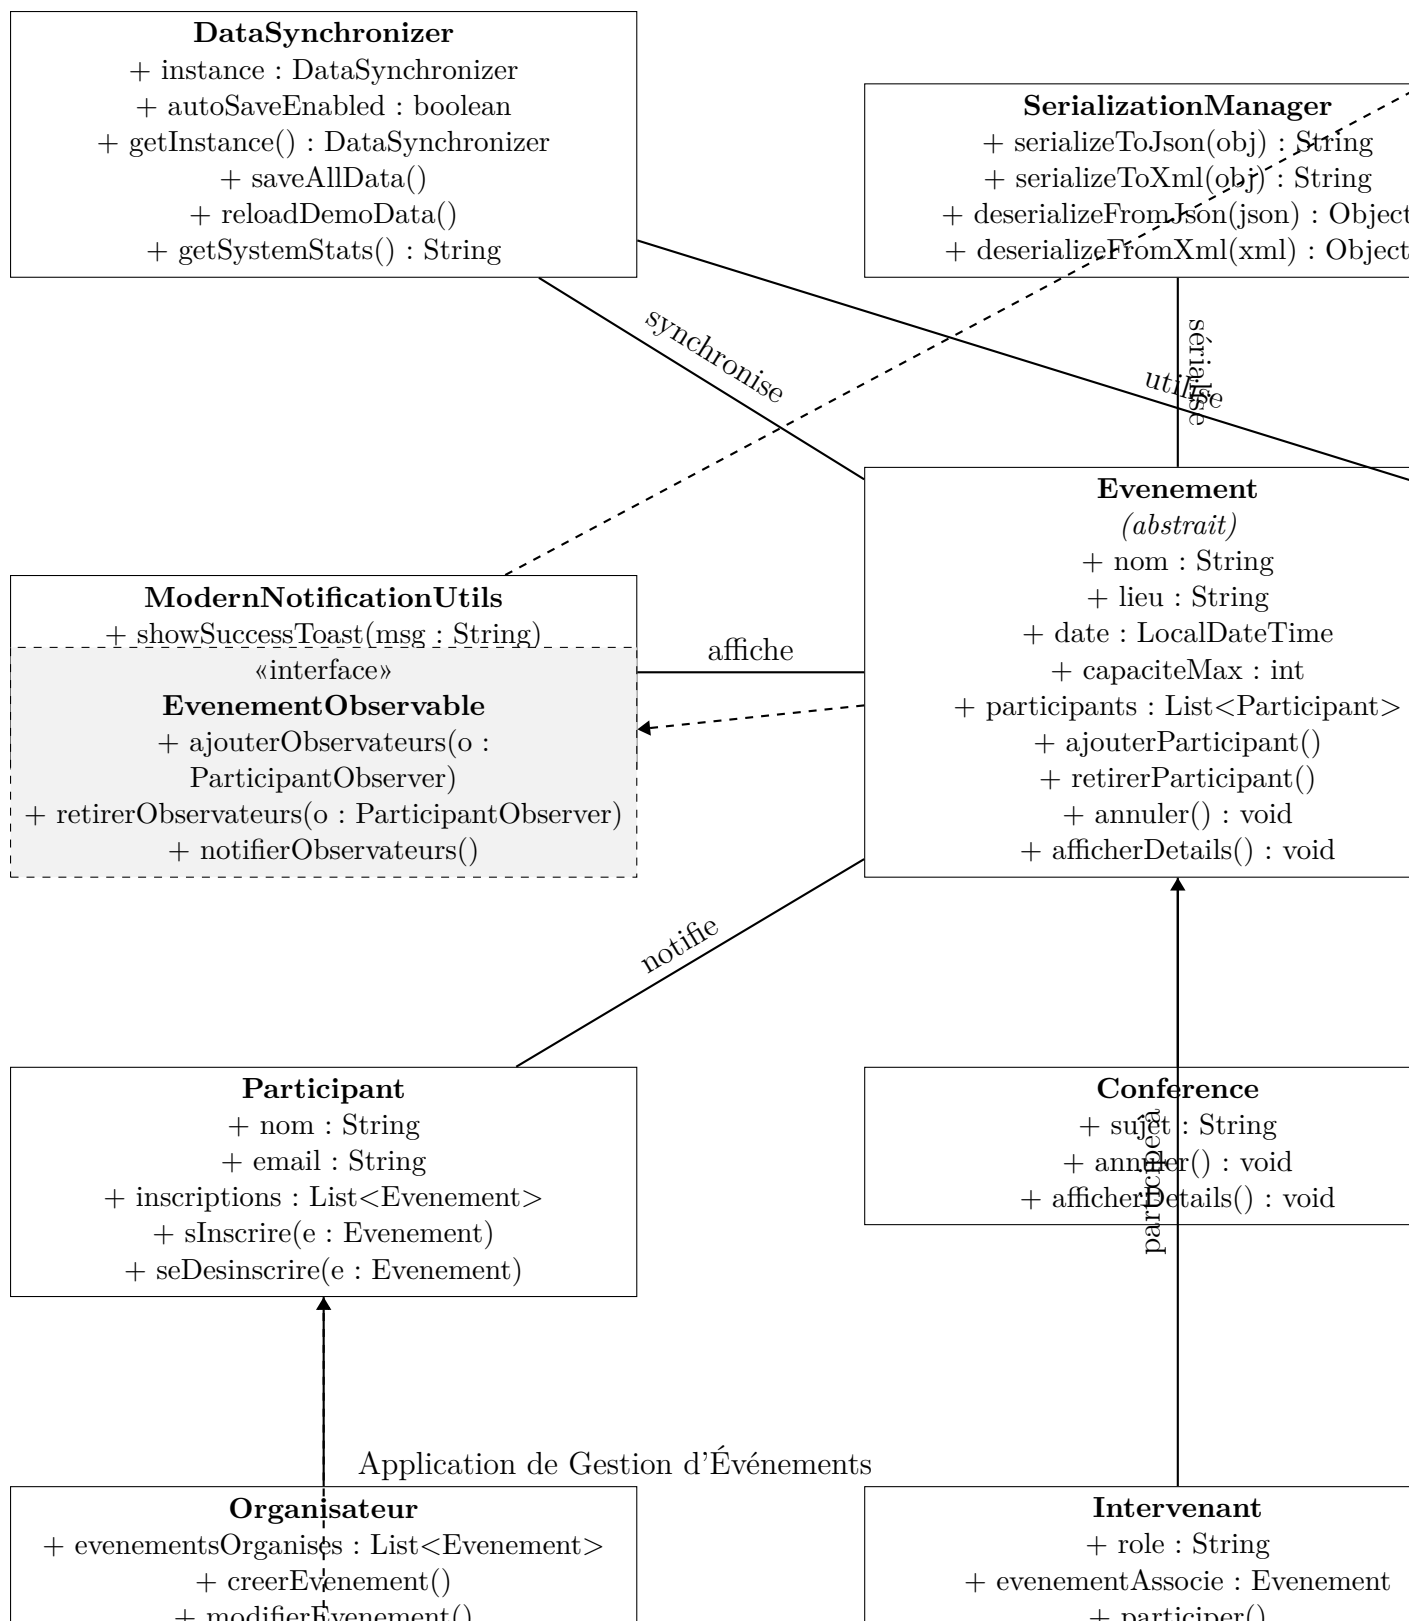 DataSynchronizer
+ instance : DataSynchronizer
+ autoSaveEnabled : boolean
+ getInstance() : DataSynchronizer
+ saveAllData()
+ reloadDemoData()
+ getSystemStats() : String
SerializationManager
+ serializeToJson(obj) : String
+ serializeToXml(obj) : String
+ deserializeFromJson(json) : Object
+ deserializeFromXml(xml) : Object
synchronise
sérialise
utilise
Evenement
(abstrait)
+ nom : String
+ lieu : String
+ date : LocalDateTime
+ capaciteMax : int
+ participants : List<Participant>
+ ajouterParticipant()
+ retirerParticipant()
+ annuler() : void
+ afficherDetails() : void
ModernNotificationUtils
+ showSuccessToast(msg : String)
«interface»
EvenementObservable
+ ajouterObservateurs(o :
ParticipantObserver)
+ retirerObservateurs(o : ParticipantObserver)
+ notifierObservateurs()
affiche
notifie
Participant
+ nom : String
+ email : String
+ inscriptions : List<Evenement>
+ sInscrire(e : Evenement)
+ seDesinscrire(e : Evenement)
Conference
+ sujet : String
+ annuler() : void
+ afficherDetails() : void
participe à
Application de Gestion d'Événements
Organisateur
+ evenementsOrganises : List<Evenement>
+ creerEvenement()
+ modifierEvenement()
Intervenant
+ role : String
+ evenementAssocie : Evenement
+ participer()